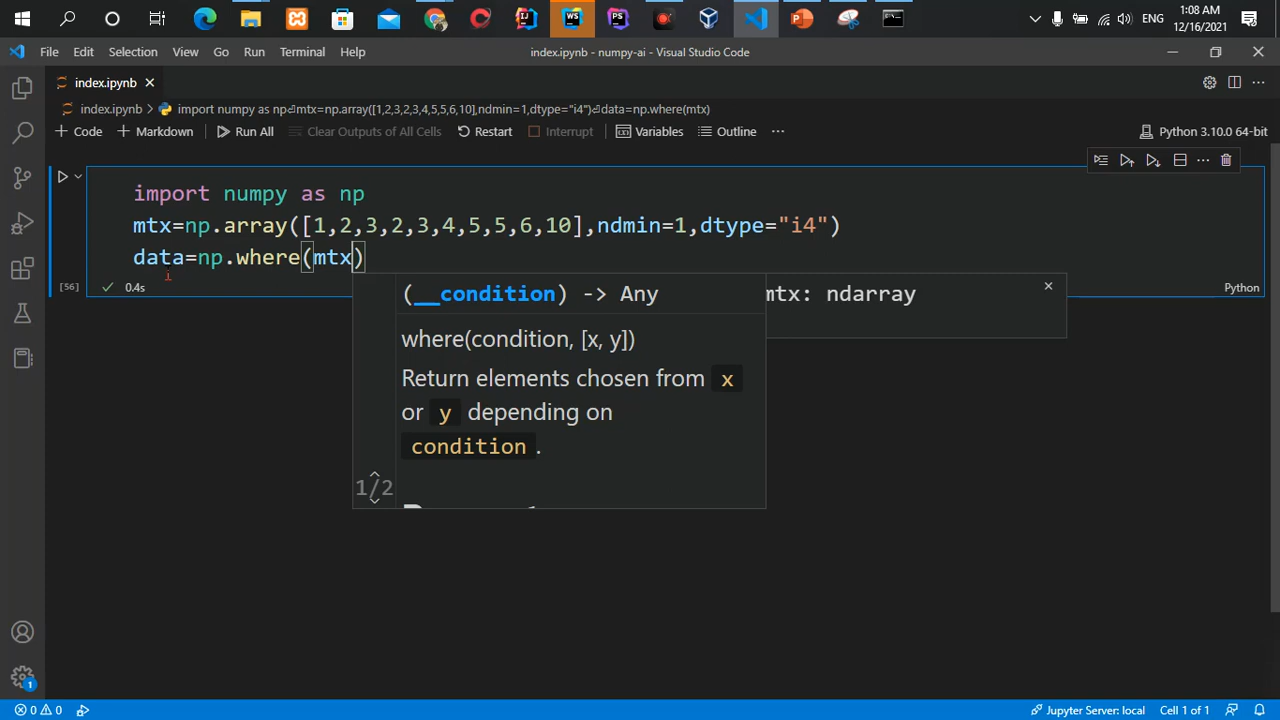 1:08 AM
ENG
12/16/2021
File Edit Selection View Go Run Terminal Help
index.ipynb - numpy-ai - Visual Studio Code
index.ipynb
index.ipynb > import numpy as np⏎mtx=np.array([1,2,3,2,3,4,5,5,6,10],ndmin=1,dtype="i4")⏎data=np.where(mtx)
+ Code + Markdown Run All Clear Outputs of All Cells Restart Interrupt Variables Outline ... Python 3.10.0 64-bit
import numpy as np
mtx=np.array([1,2,3,2,3,4,5,5,6,10],ndmin=1,dtype="i4")
data=np.where(mtx)
[56] 0.4s Python
(__condition) -> Any
mtx: ndarray
where(condition, [x, y])
Return elements chosen from x
or y depending on
condition .
1/2
1
0 0 Jupyter Server: local Cell 1 of 1